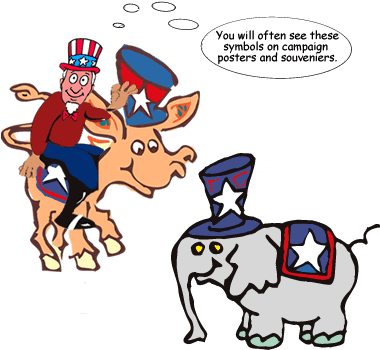 You will often see these
symbols on campaign
posters and souveniers.